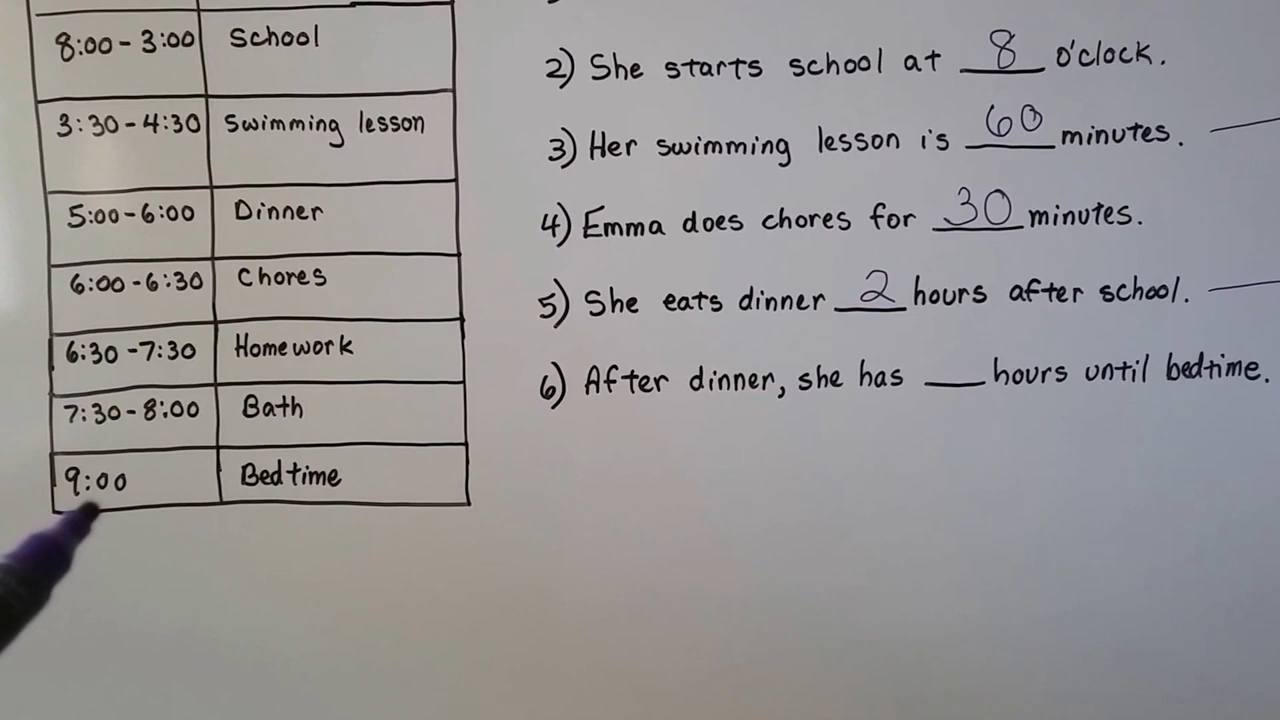 8:00 - 3:00 School
3:30 - 4:30 Swimming lesson
5:00 - 6:00 Dinner
6:00 - 6:30 Chores
6:30 - 7:30 Homework
7:30 - 8:00 Bath
9:00 Bedtime
2) She starts school at 8 o'clock.
3) Her swimming lesson is 60 minutes.
4) Emma does chores for 30 minutes.
5) She eats dinner 2 hours after school.
6) After dinner, she has ___ hours until bedtime.